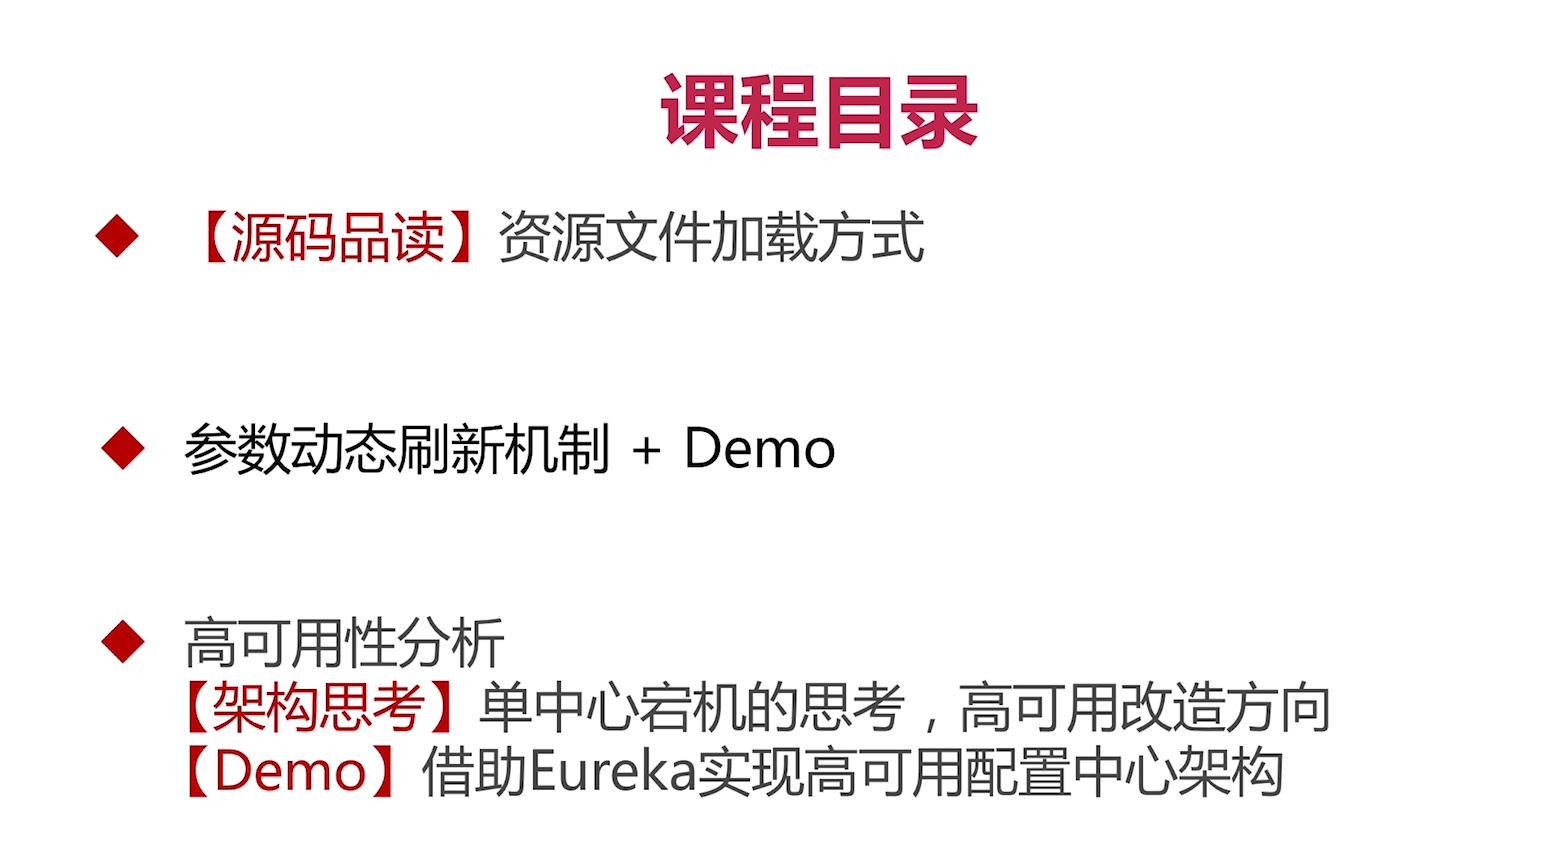 课程目录
【源码品读】资源文件加载方式
参数动态刷新机制 + Demo
高可用性分析
【架构思考】单中心宕机的思考，高可用改造方向
【Demo】借助Eureka实现高可用配置中心架构